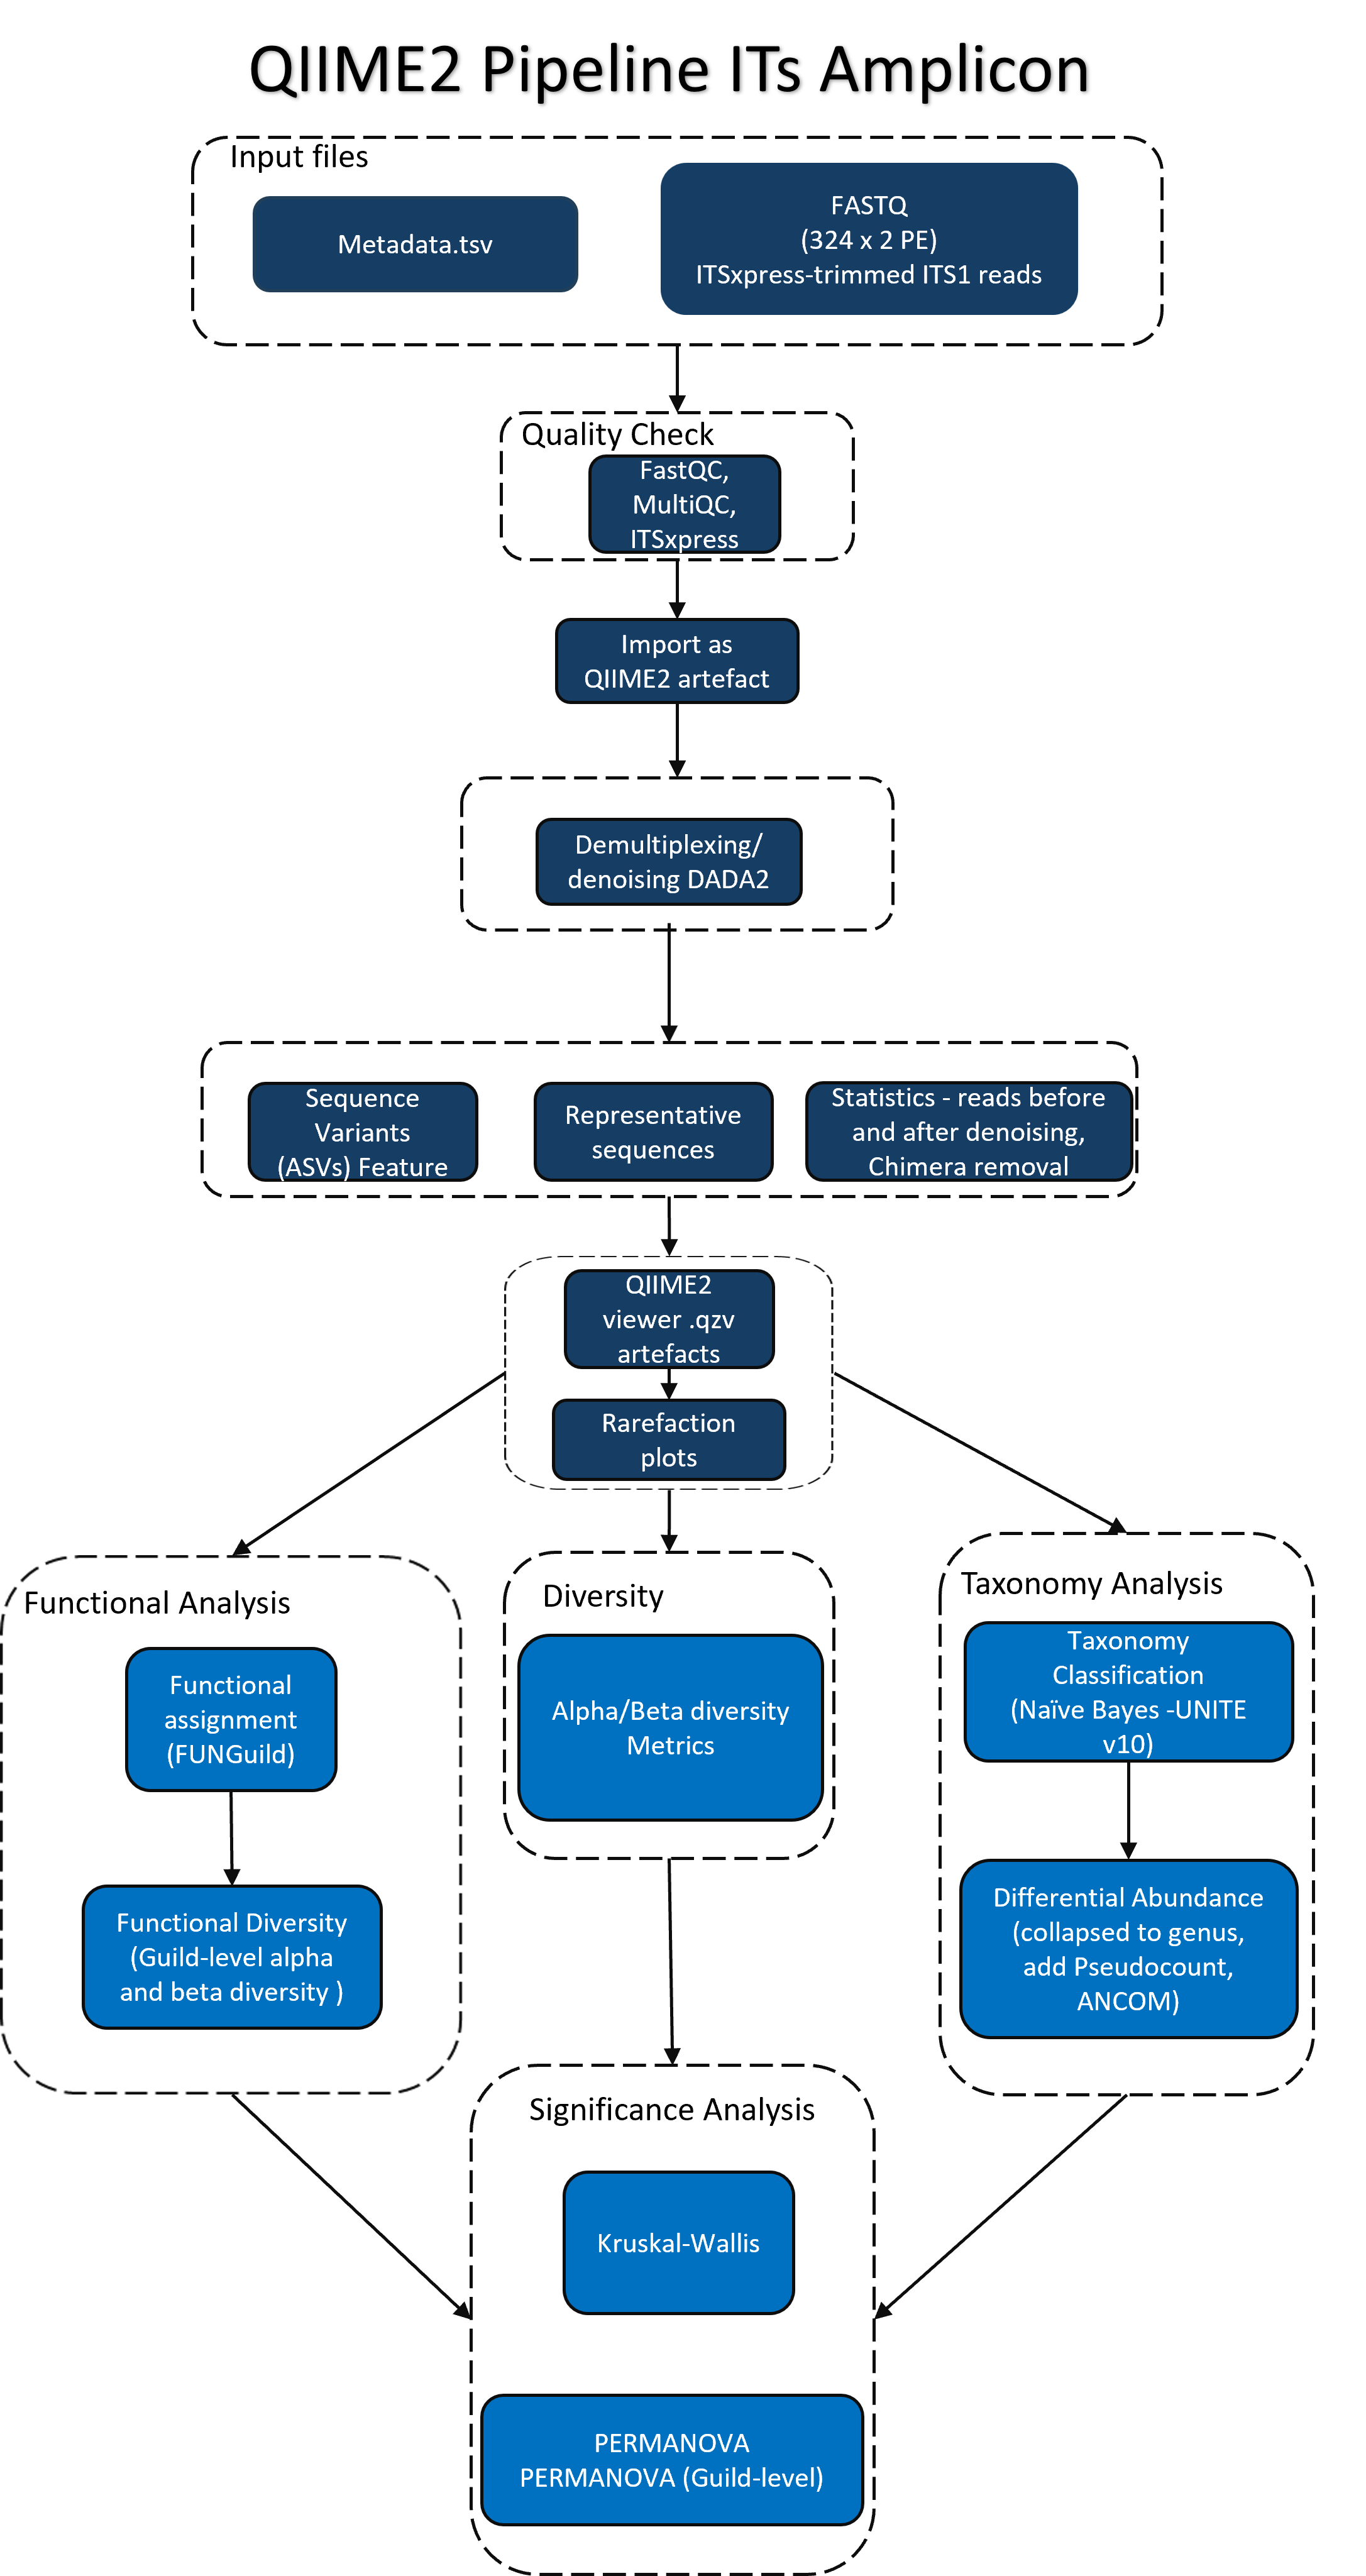 QIIME2 Pipeline ITs Amplicon
Input files
Metadata.tsv
FASTQ
(324 x 2 PE)
ITSxpress-trimmed ITS1 reads
Quality Check
FastQC,
MultiQC,
ITSxpress
Import as
QIIME2 artefact
Demultiplexing/
denoising DADA2
Sequence
Variants
(ASVs) Feature
Representative
sequences
Statistics - reads before
and after denoising,
Chimera removal
QIIME2
viewer .qzv
artefacts
Rarefaction
plots
Functional Analysis
Functional
assignment
(FUNGuild)
Functional Diversity
(Guild-level alpha
and beta diversity )
Diversity
Alpha/Beta diversity
Metrics
Taxonomy Analysis
Taxonomy
Classification
(Naïve Bayes -UNITE
v10)
Differential Abundance
(collapsed to genus,
add Pseudocount,
ANCOM)
Significance Analysis
Kruskal-Wallis
PERMANOVA
PERMANOVA (Guild-level)